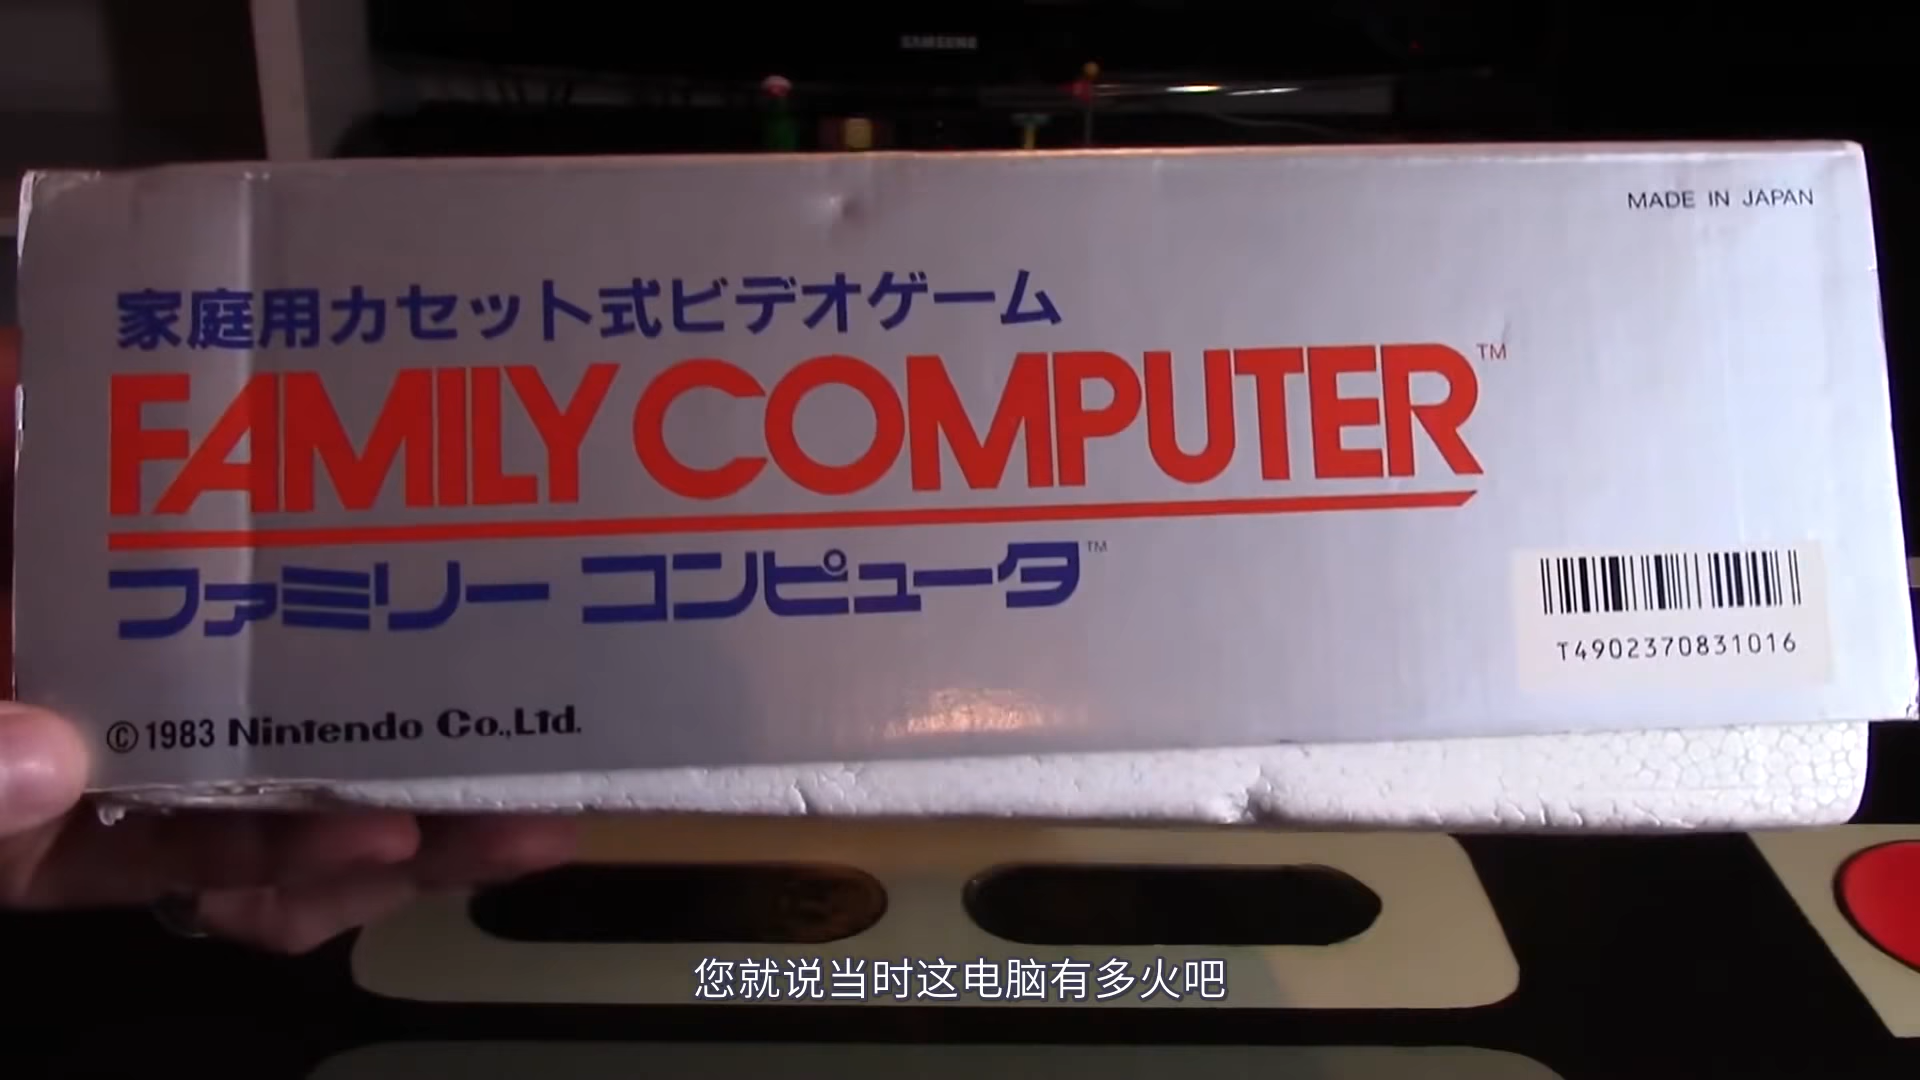 SAMSUNG
MADE IN JAPAN
家庭用カセット式ビデオゲーム
FAMILY COMPUTER™
ファミリー コンピュータ™
T4902370831016
©1983 Nintendo Co.,Ltd.
您就说当时这电脑有多火吧